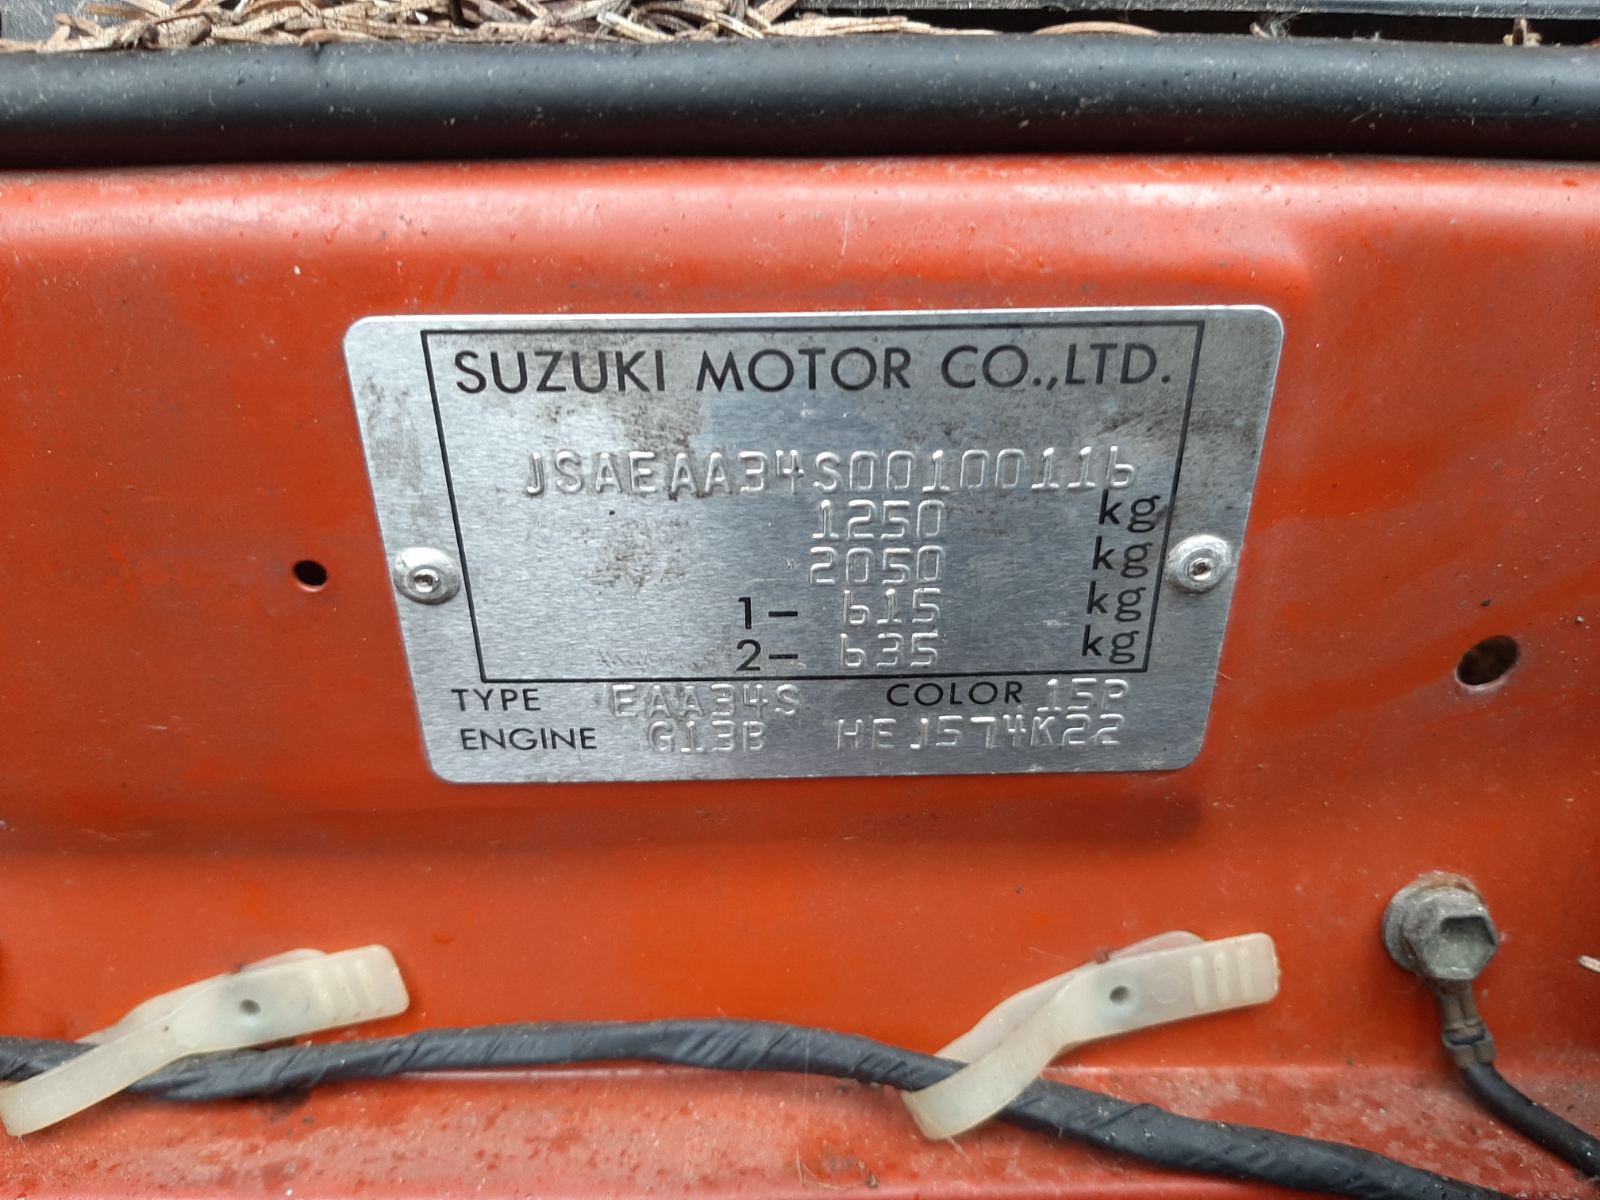 SUZUKI MOTOR CO.,LTD.
JSAEAA34S00100116
1250 kg
2050 kg
1- 615 kg
2- 635 kg
TYPE EAA34S COLOR 15P
ENGINE G13B HEJ574K22